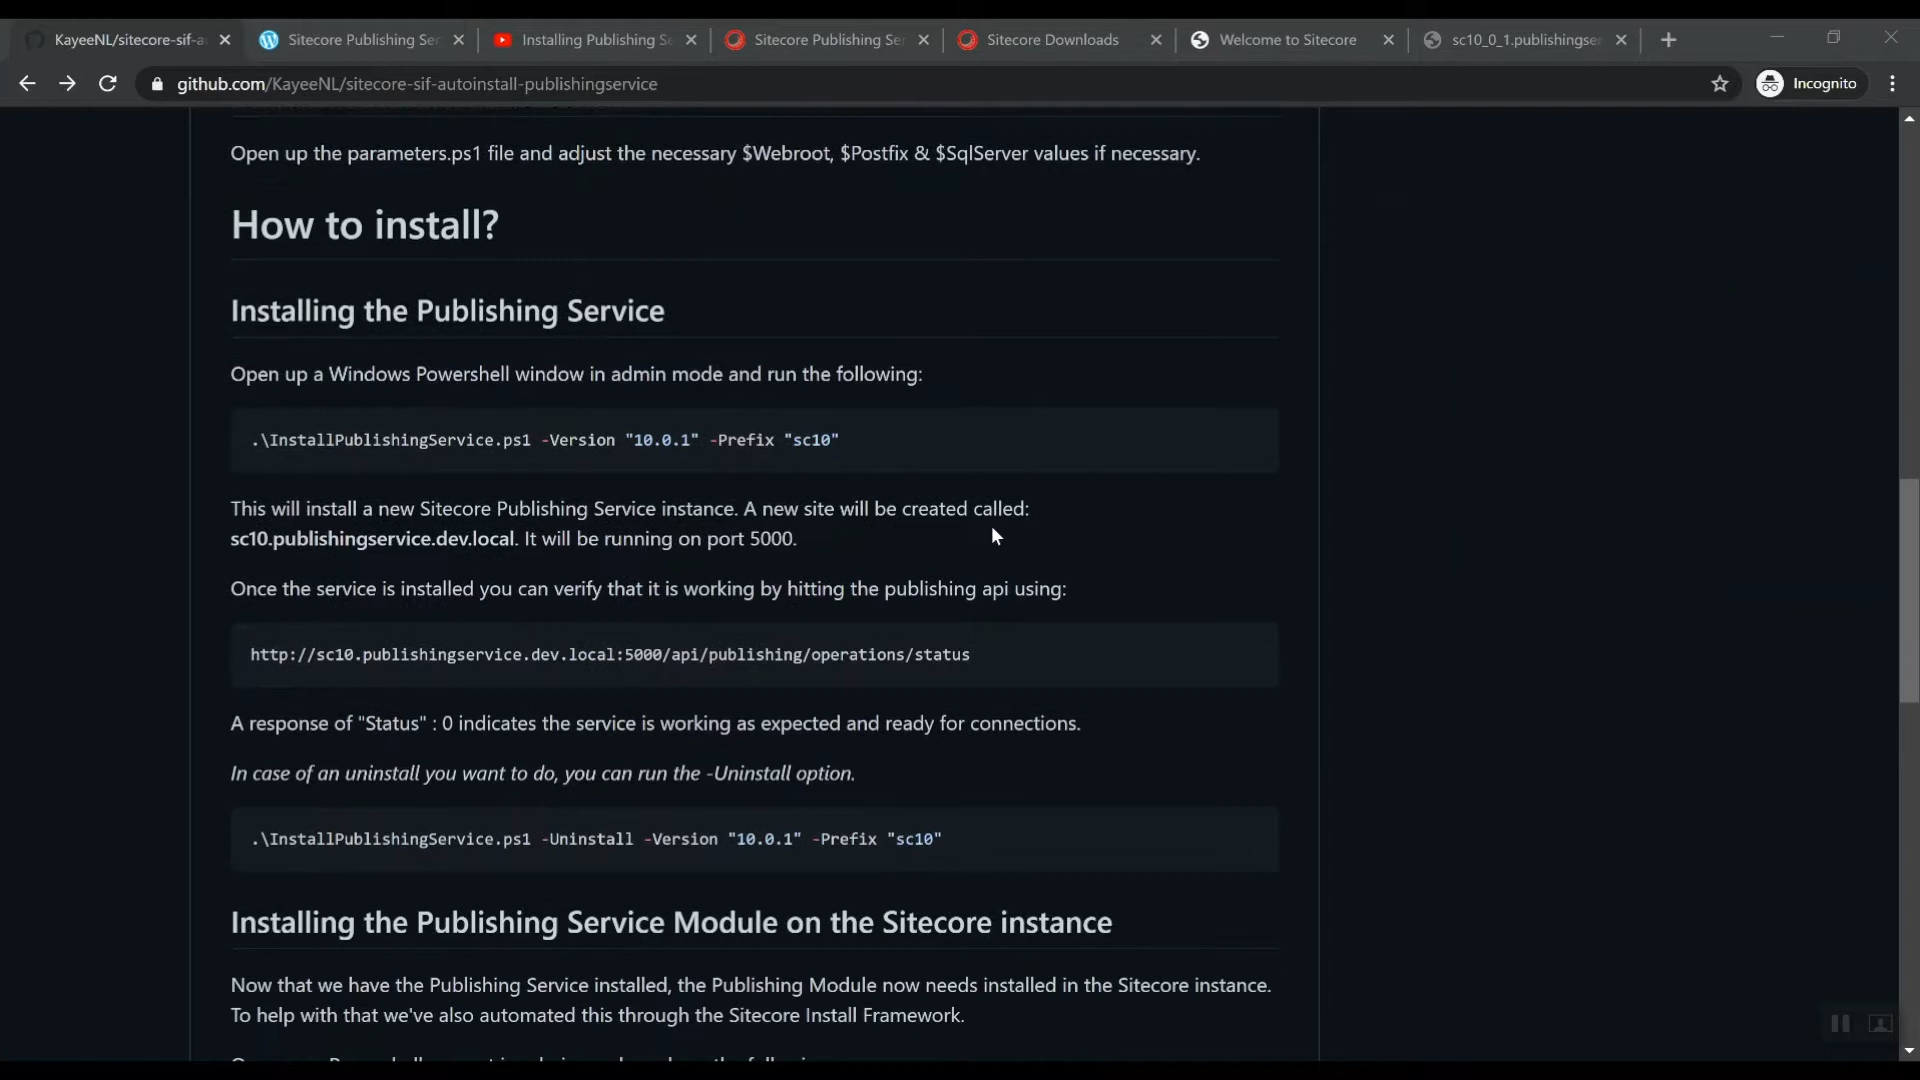 KayeeNL/sitecore-sif-a
Sitecore Publishing Ser
Installing Publishing Se
Sitecore Publishing Ser
Sitecore Downloads
Welcome to Sitecore
sc10_0_1.publishingser
github.com/KayeeNL/sitecore-sif-autoinstall-publishingservice
Incognito
Open up the parameters.ps1 file and adjust the necessary $Webroot, $Postfix & $SqlServer values if necessary.
How to install?
Installing the Publishing Service
Open up a Windows Powershell window in admin mode and run the following:
.\InstallPublishingService.ps1 -Version "10.0.1" -Prefix "sc10"
This will install a new Sitecore Publishing Service instance. A new site will be created called:
sc10.publishingservice.dev.local. It will be running on port 5000.
Once the service is installed you can verify that it is working by hitting the publishing api using:
http://sc10.publishingservice.dev.local:5000/api/publishing/operations/status
A response of "Status" : 0 indicates the service is working as expected and ready for connections.
In case of an uninstall you want to do, you can run the -Uninstall option.
.\InstallPublishingService.ps1 -Uninstall -Version "10.0.1" -Prefix "sc10"
Installing the Publishing Service Module on the Sitecore instance
Now that we have the Publishing Service installed, the Publishing Module now needs installed in the Sitecore instance.
To help with that we've also automated this through the Sitecore Install Framework.